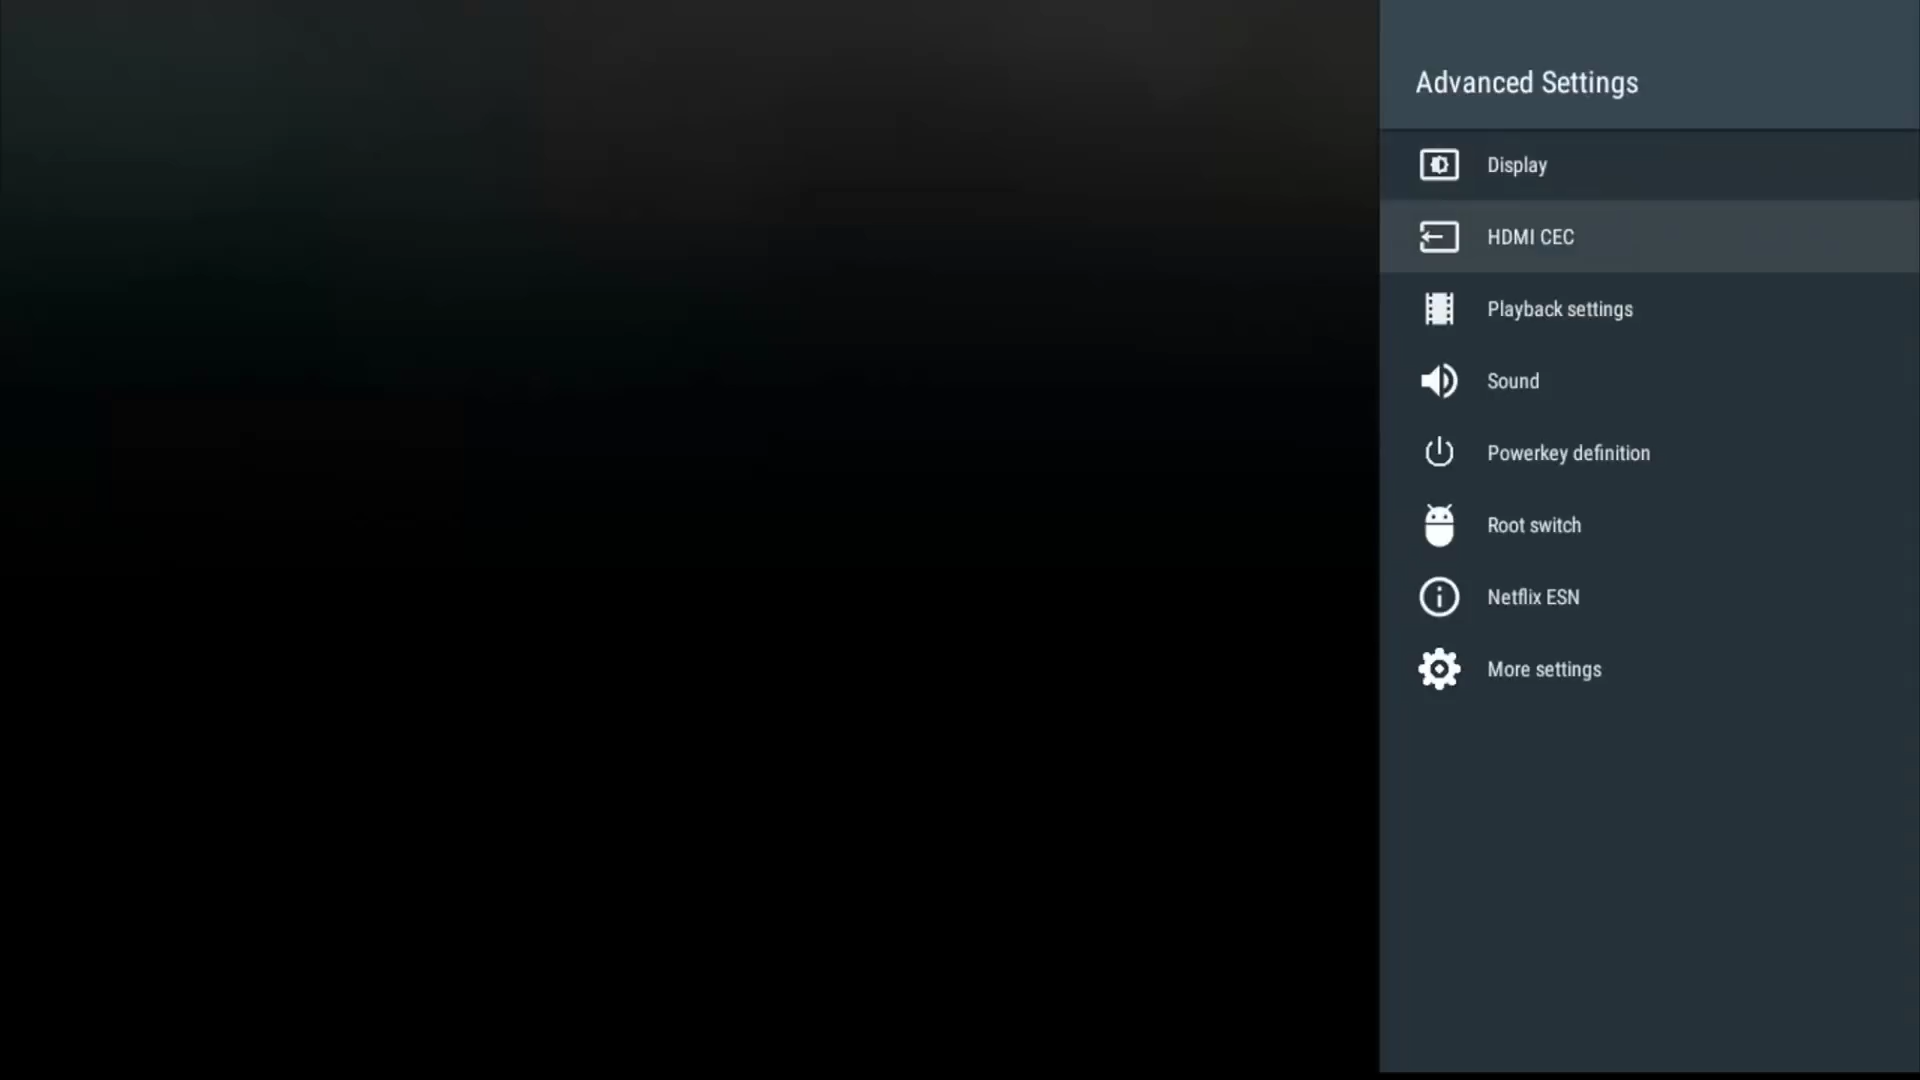 Advanced Settings
Display
HDMI CEC
Playback settings
Sound
Powerkey definition
Root switch
Netflix ESN
More settings